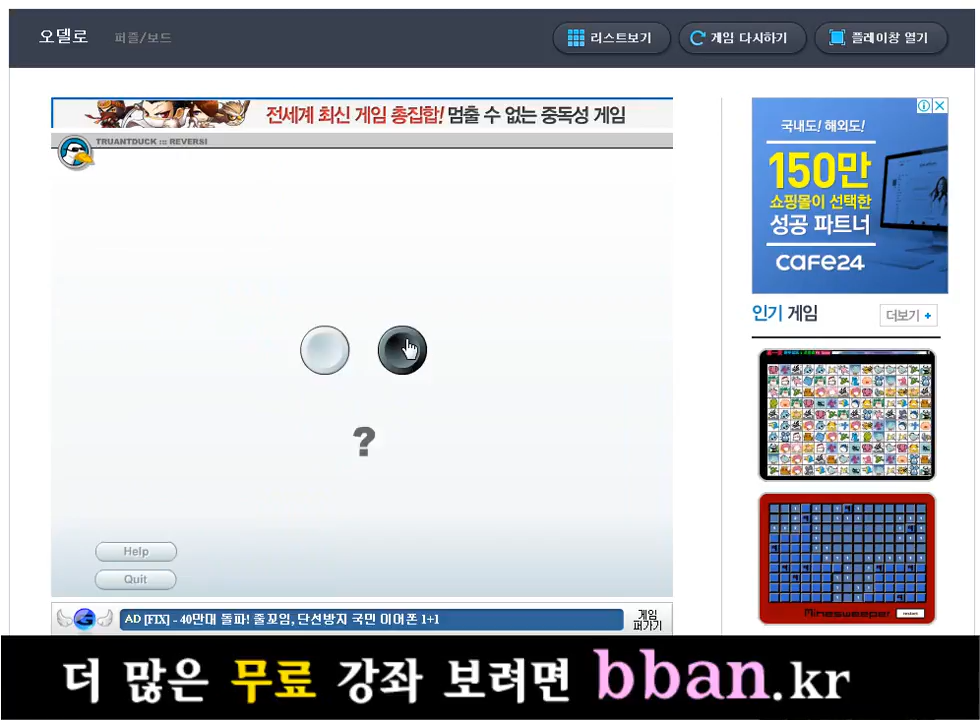 오델로 퍼즐/보드 리스트보기 게임 다시하기 플레이창 열기
전세계 최신 게임 총집합! 멈출 수 없는 중독성 게임
TRUANTDUCK ::: REVERSI
국내도! 해외도!
150만
쇼핑몰이 선택한
성공 파트너
cafe24
인기 게임 더보기 +
?
Help
Quit
Minesweeper restart
AD [FIX] - 40만대 돌파! 줄꼬임, 단선방지 국민 이어폰 1+1
게임
퍼가기
더 많은 무료 강좌 보려면 bban.kr